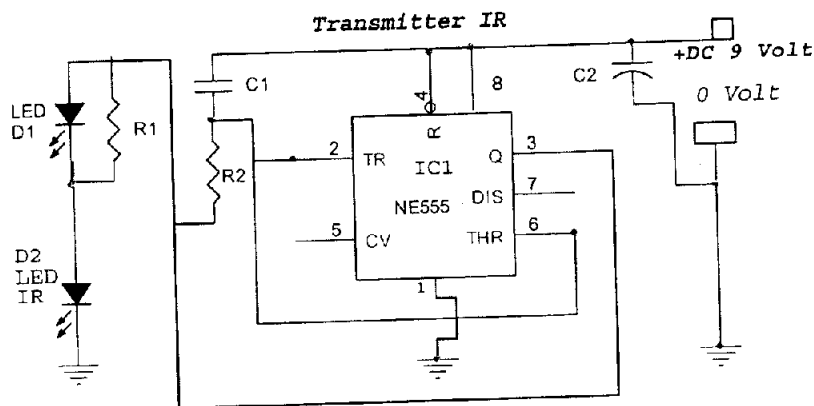 Transmitter IR
+DC 9 Volt
0 Volt
C1
C2
8
4
R
LED
D1
R1
R2
2
TR
IC1
Q
3
NE555
DIS
7
5
CV
THR
6
1
D2
LED
IR